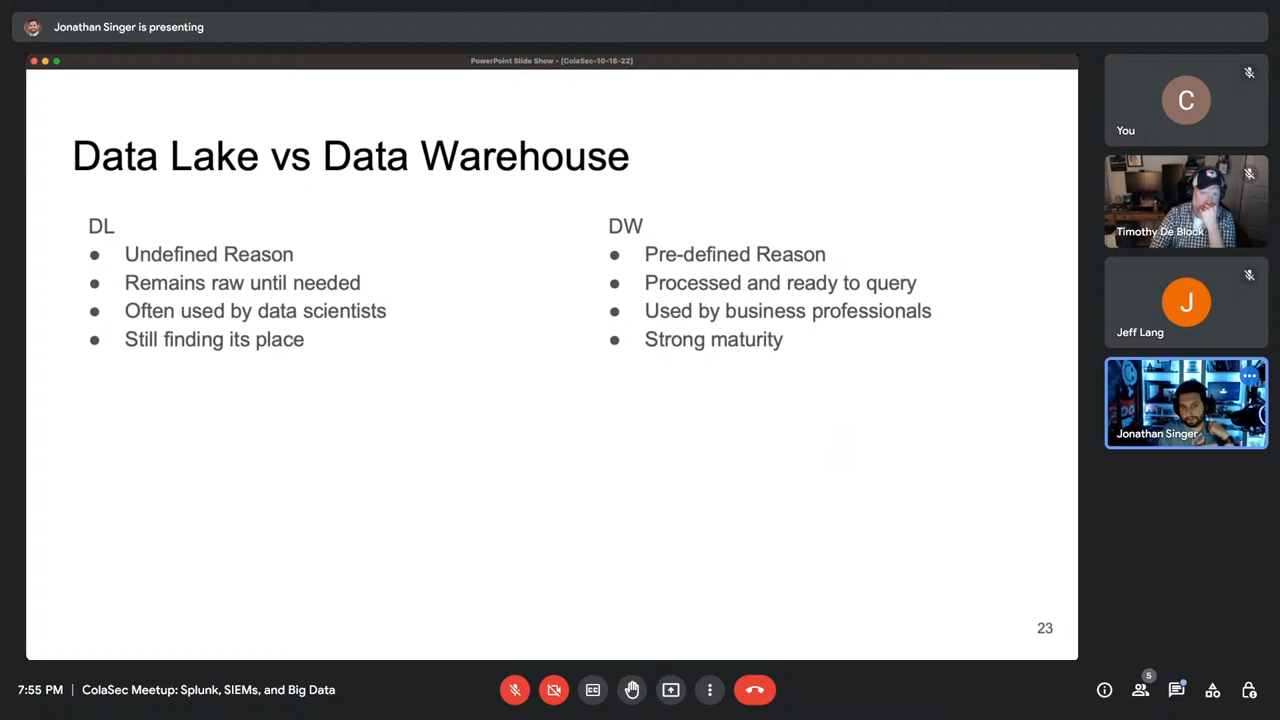 Jonathan Singer is presenting
PowerPoint Slide Show - [ColaSec-10-18-22]
Data Lake vs Data Warehouse
DL
● Undefined Reason
● Remains raw until needed
● Often used by data scientists
● Still finding its place
DW
● Pre-defined Reason
● Processed and ready to query
● Used by business professionals
● Strong maturity
23
C
You
Timothy De Block
J
Jeff Lang
Jonathan Singer
7:55 PM | ColaSec Meetup: Splunk, SIEMs, and Big Data
CC
5